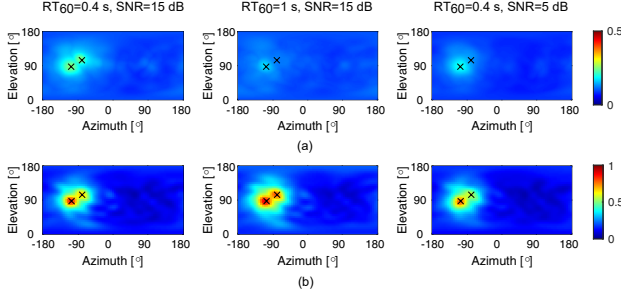 RT60=0.4 s, SNR=15 dB RT60=1 s, SNR=15 dB RT60=0.4 s, SNR=5 dB
Elevation [°] 180 90 0 Elevation [°] 180 90 0 Elevation [°] 180 90 0 0.5 0
-180 -90 0 90 180 -180 -90 0 90 180 -180 -90 0 90 180
Azimuth [°] Azimuth [°] Azimuth [°]
(a)
Elevation [°] 180 90 0 Elevation [°] 180 90 0 Elevation [°] 180 90 0 1 0.5 0
-180 -90 0 90 180 -180 -90 0 90 180 -180 -90 0 90 180
Azimuth [°] Azimuth [°] Azimuth [°]
(b)